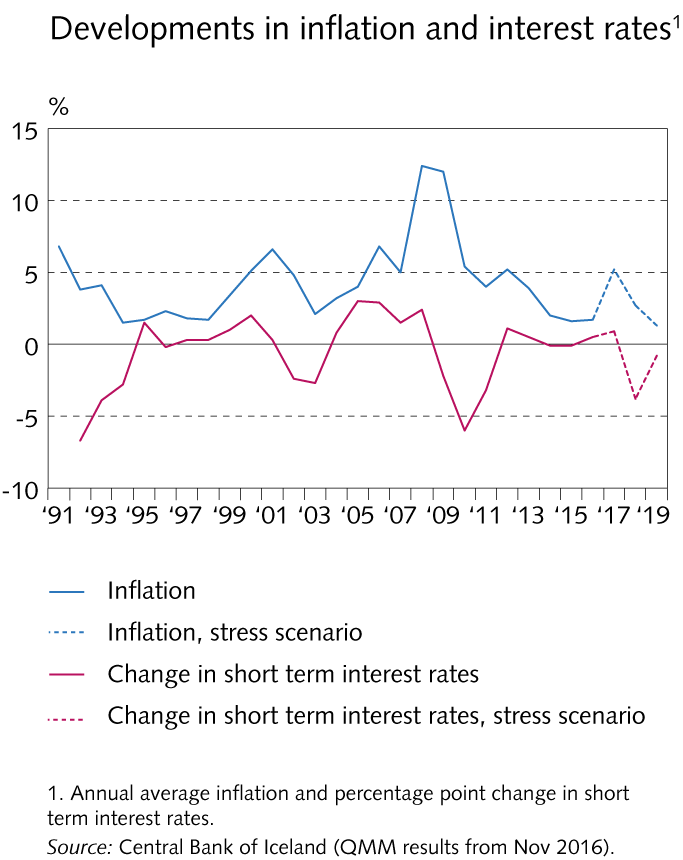 Developments in inflation and interest rates¹
%
15
10
5
0
-5
-10
‘91 ‘93 ‘95 ‘97 ‘99 ‘01 ‘03 ‘05 ‘07 ‘09 ‘11 ‘13 ‘15 ‘17 ‘19
Inflation
Inflation, stress scenario
Change in short term interest rates
Change in short term interest rates, stress scenario
1. Annual average inflation and percentage point change in short
term interest rates.
Source: Central Bank of Iceland (QMM results from Nov 2016).